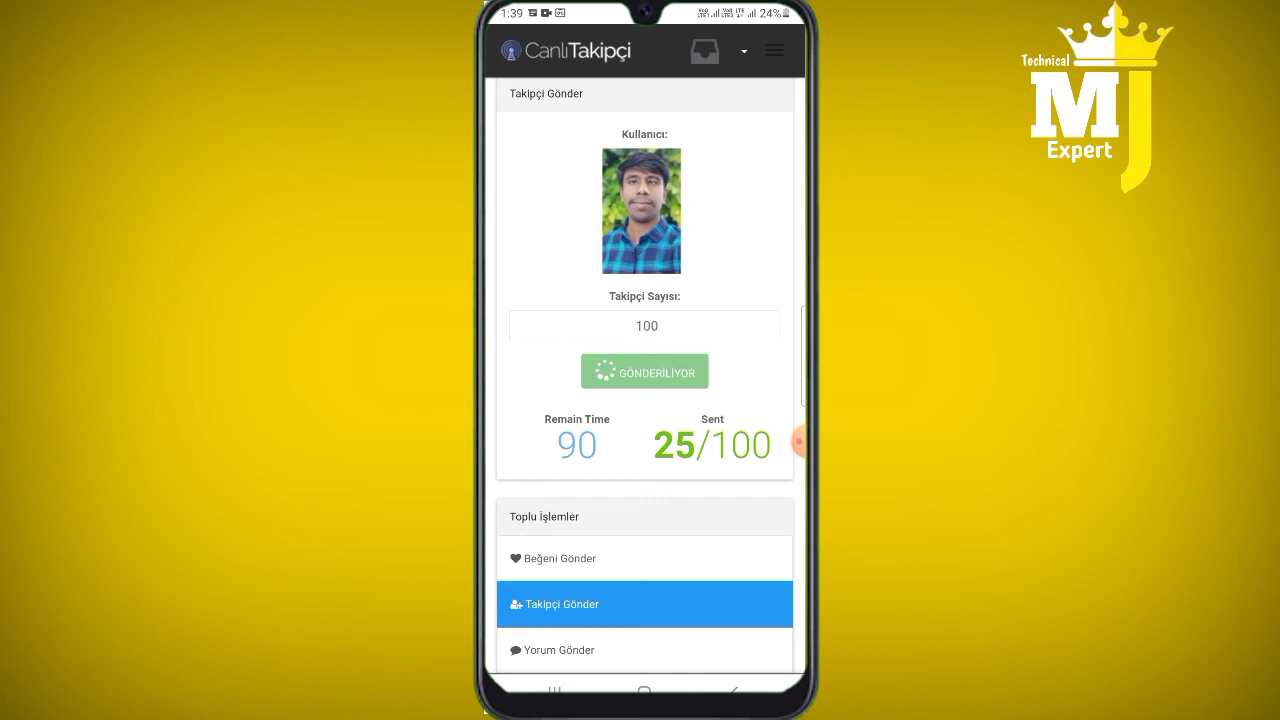 1:39
24%
CanliTakipçi
Takipçi Gönder
Kullanıcı:
Takipçi Sayısı:
100
GÖNDERİLİYOR
Remain Time
Sent
90
25/100
Toplu İşlemler
Beğeni Gönder
Takipçi Gönder
Yorum Gönder
Technical
MJ
Expert